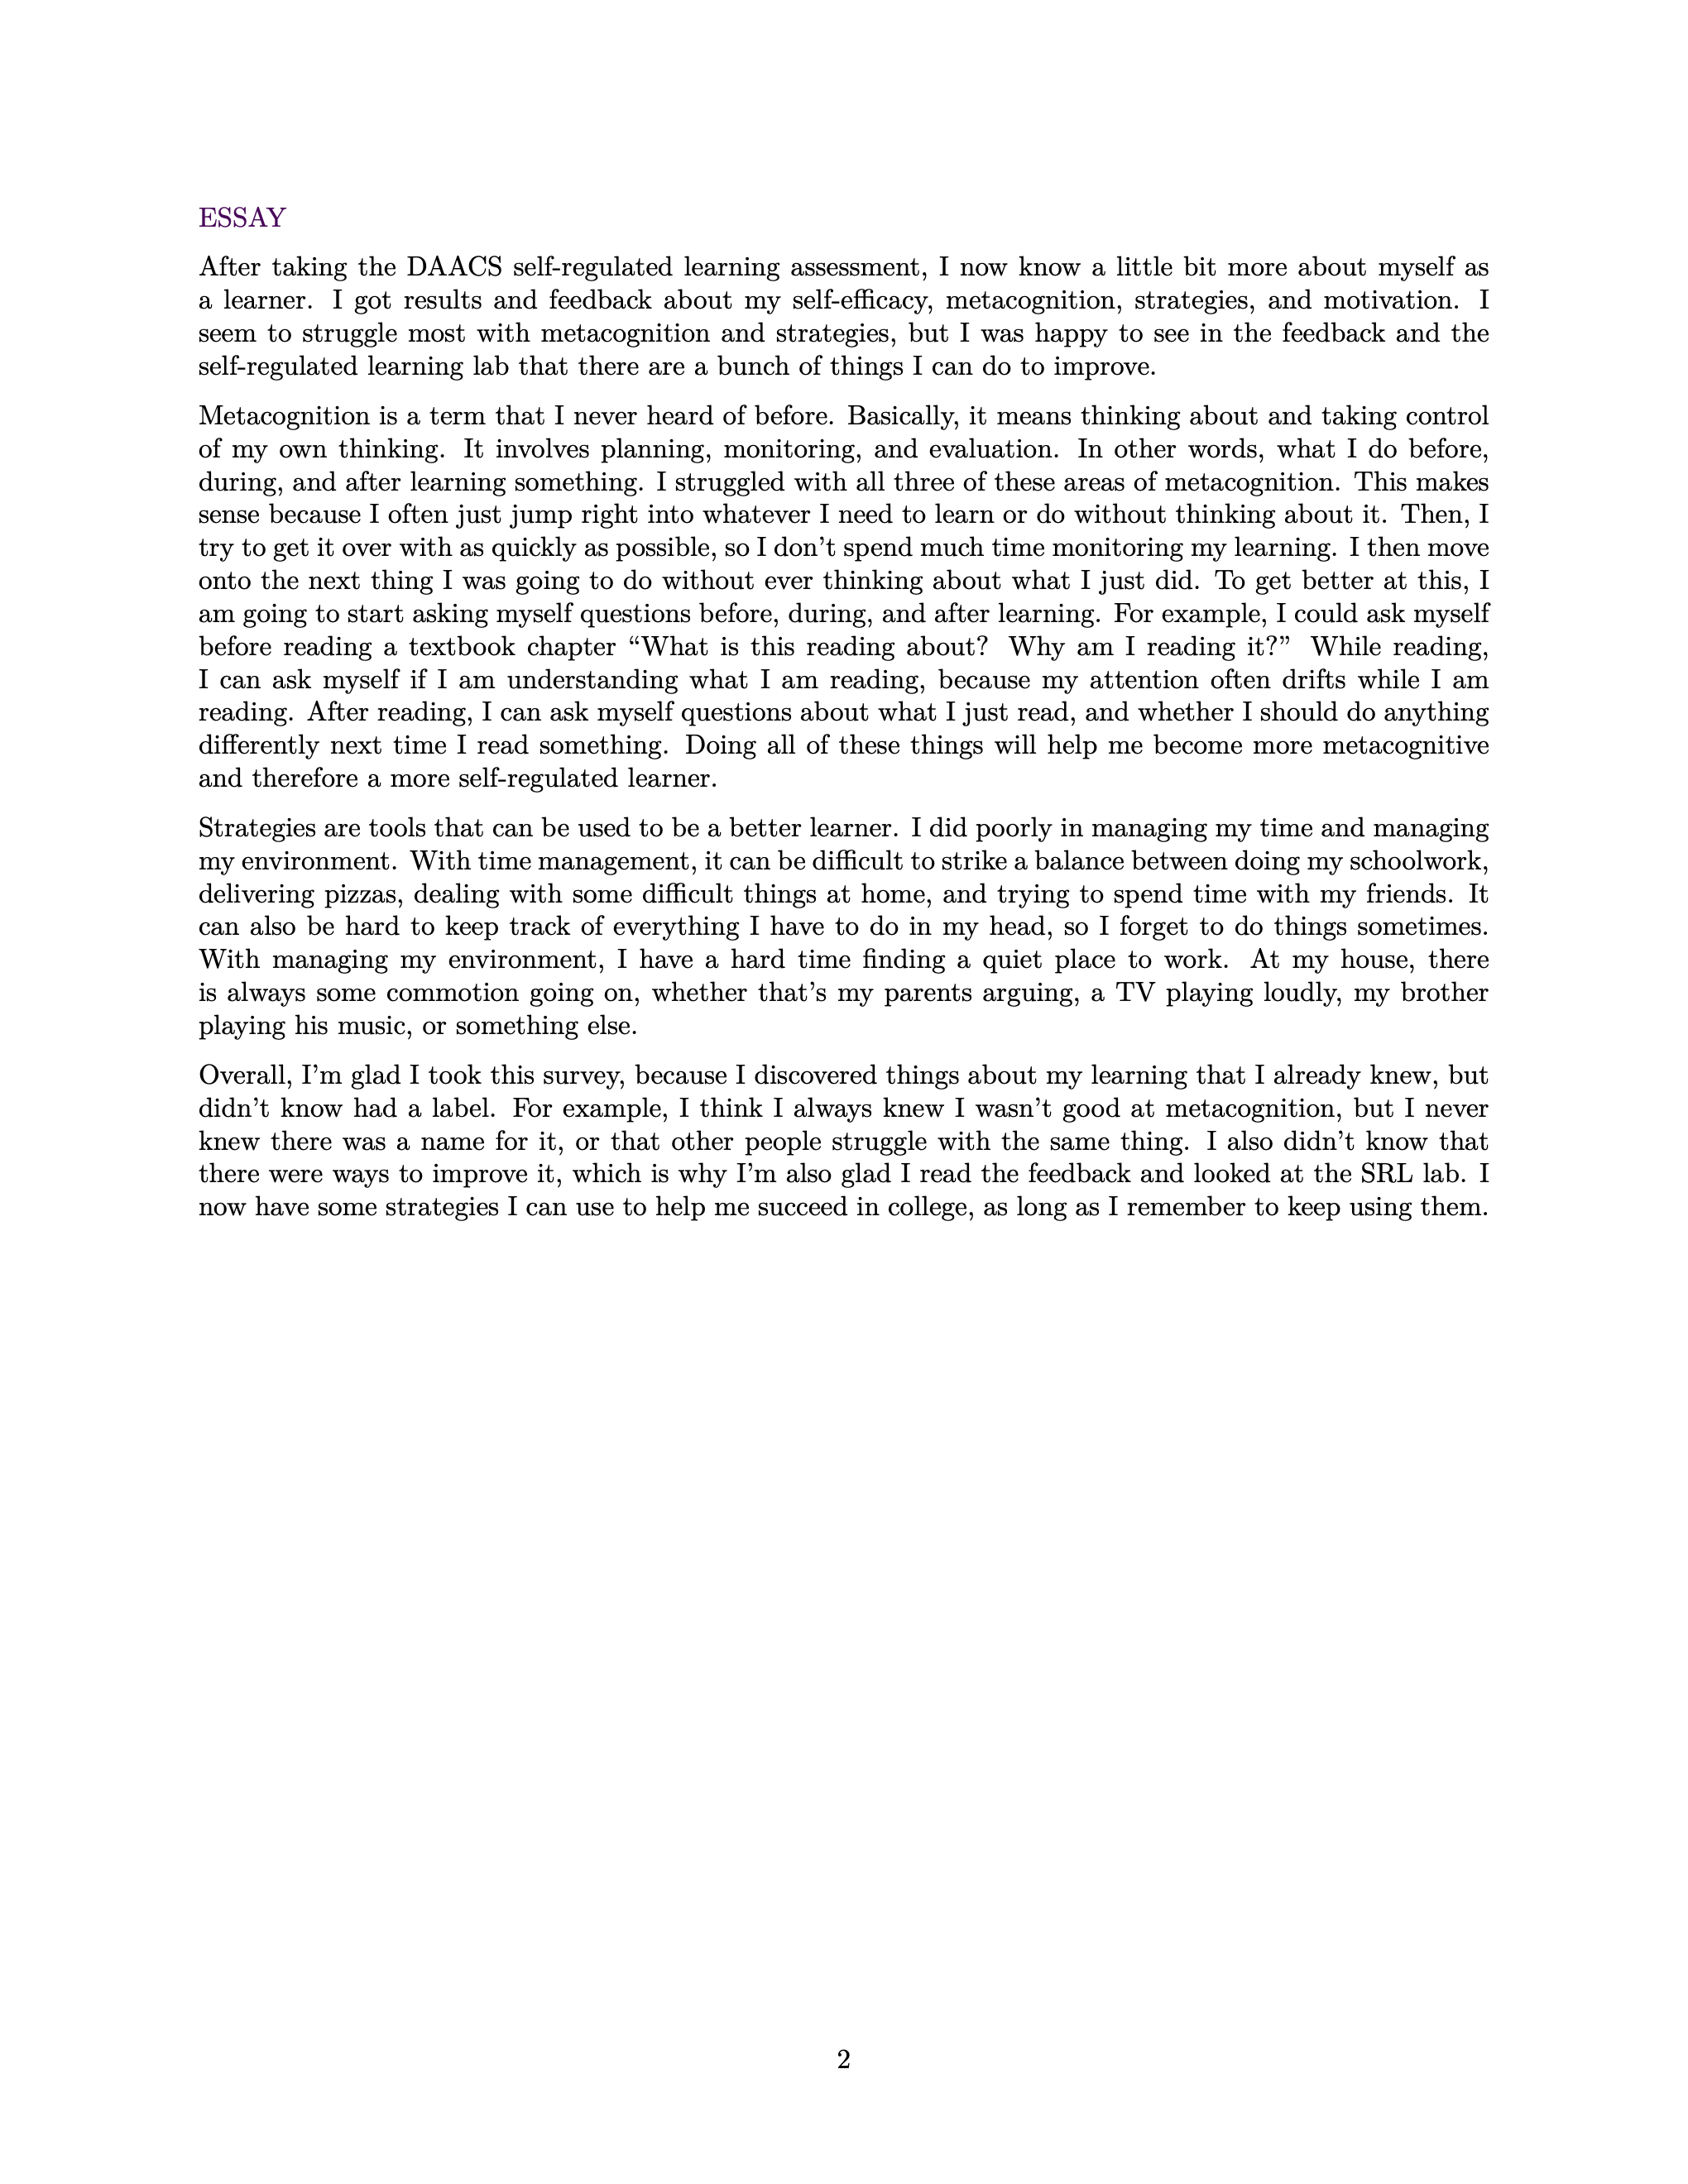 ESSAY
After taking the DAACS self-regulated learning assessment, I now know a little bit more about myself as
a learner. I got results and feedback about my self-efficacy, metacognition, strategies, and motivation. I
seem to struggle most with metacognition and strategies, but I was happy to see in the feedback and the
self-regulated learning lab that there are a bunch of things I can do to improve.
Metacognition is a term that I never heard of before. Basically, it means thinking about and taking control
of my own thinking. It involves planning, monitoring, and evaluation. In other words, what I do before,
during, and after learning something. I struggled with all three of these areas of metacognition. This makes
sense because I often just jump right into whatever I need to learn or do without thinking about it. Then, I
try to get it over with as quickly as possible, so I don’t spend much time monitoring my learning. I then move
onto the next thing I was going to do without ever thinking about what I just did. To get better at this, I
am going to start asking myself questions before, during, and after learning. For example, I could ask myself
before reading a textbook chapter “What is this reading about? Why am I reading it?” While reading,
I can ask myself if I am understanding what I am reading, because my attention often drifts while I am
reading. After reading, I can ask myself questions about what I just read, and whether I should do anything
differently next time I read something. Doing all of these things will help me become more metacognitive
and therefore a more self-regulated learner.
Strategies are tools that can be used to be a better learner. I did poorly in managing my time and managing
my environment. With time management, it can be difficult to strike a balance between doing my schoolwork,
delivering pizzas, dealing with some difficult things at home, and trying to spend time with my friends. It
can also be hard to keep track of everything I have to do in my head, so I forget to do things sometimes.
With managing my environment, I have a hard time finding a quiet place to work. At my house, there
is always some commotion going on, whether that’s my parents arguing, a TV playing loudly, my brother
playing his music, or something else.
Overall, I’m glad I took this survey, because I discovered things about my learning that I already knew, but
didn’t know had a label. For example, I think I always knew I wasn’t good at metacognition, but I never
knew there was a name for it, or that other people struggle with the same thing. I also didn’t know that
there were ways to improve it, which is why I’m also glad I read the feedback and looked at the SRL lab. I
now have some strategies I can use to help me succeed in college, as long as I remember to keep using them.
2